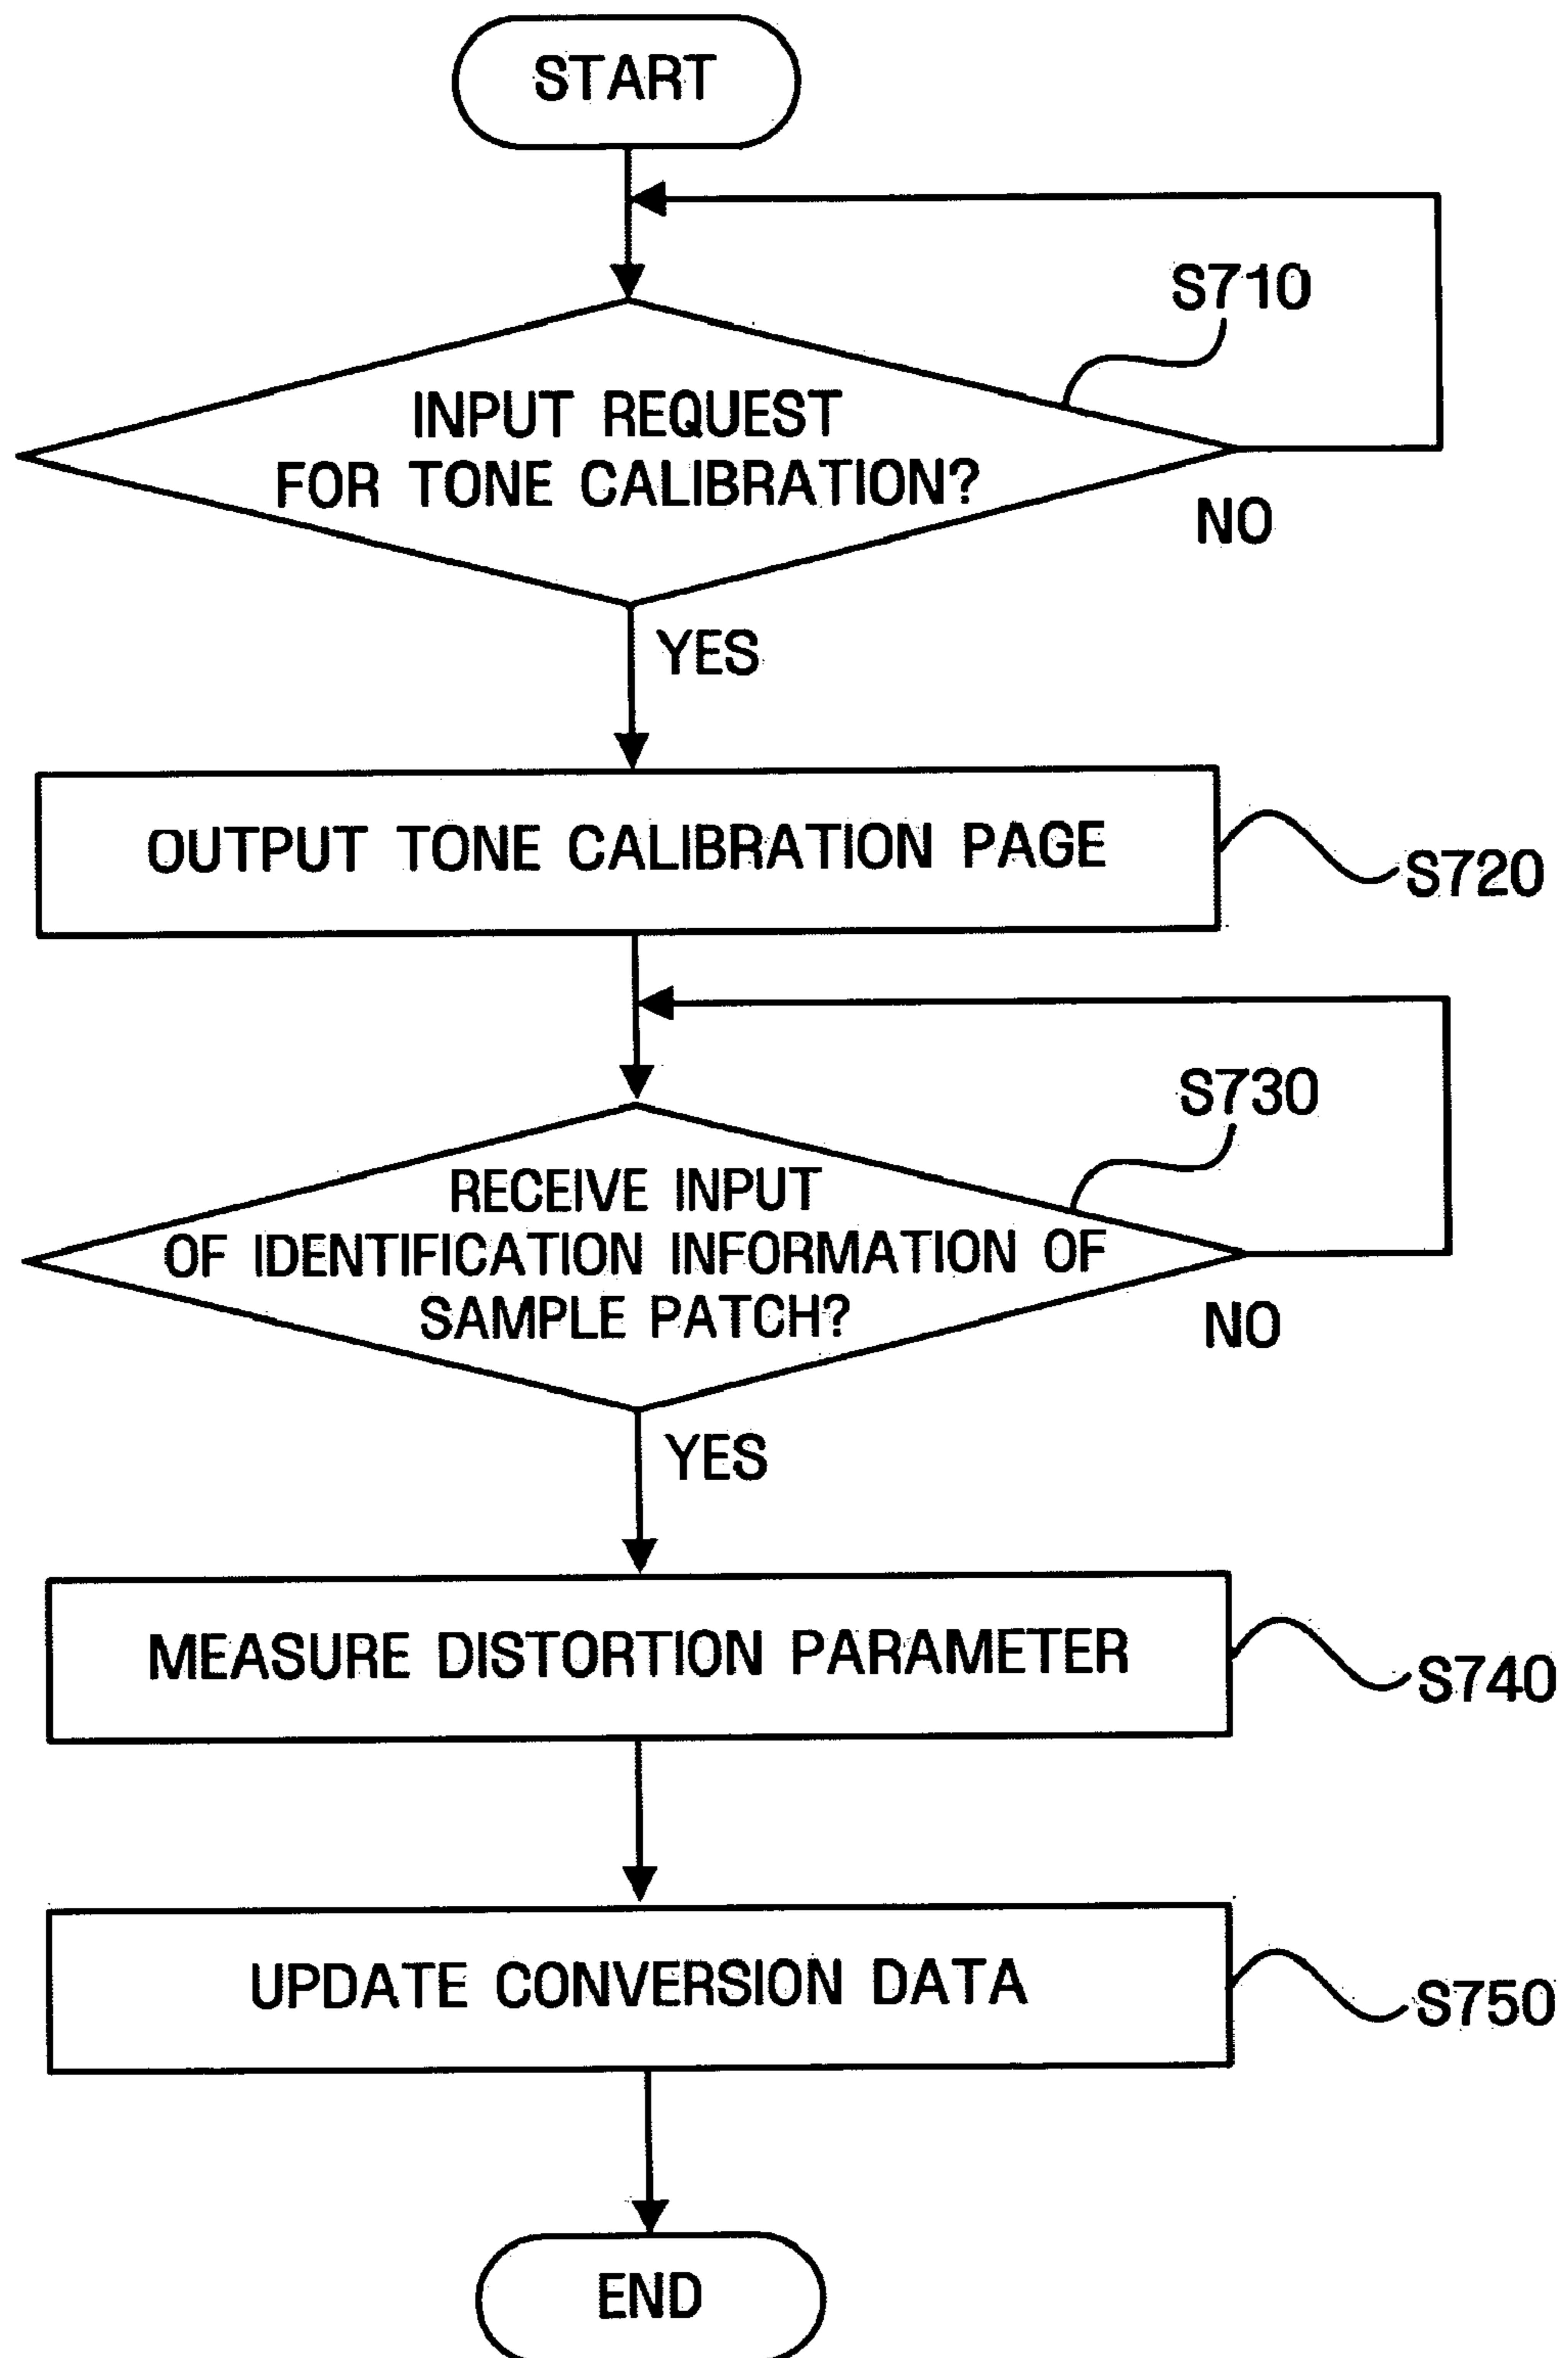 START
S710
INPUT REQUEST
FOR TONE CALIBRATION?
NO
YES
OUTPUT TONE CALIBRATION PAGE
S720
S730
RECEIVE INPUT
OF IDENTIFICATION INFORMATION OF
SAMPLE PATCH?
NO
YES
MEASURE DISTORTION PARAMETER
S740
UPDATE CONVERSION DATA
S750
END